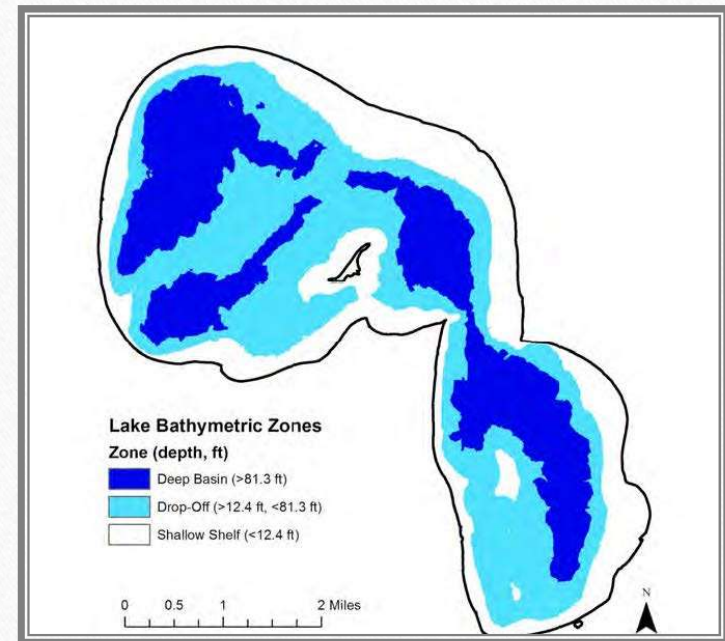 Lake Bathymetric Zones
Zone (depth, ft)
Deep Basin (>81.3 ft)
Drop-Off (>12.4 ft, <81.3 ft)
Shallow Shelf (<12.4 ft)
0 0.5 1 2 Miles
N